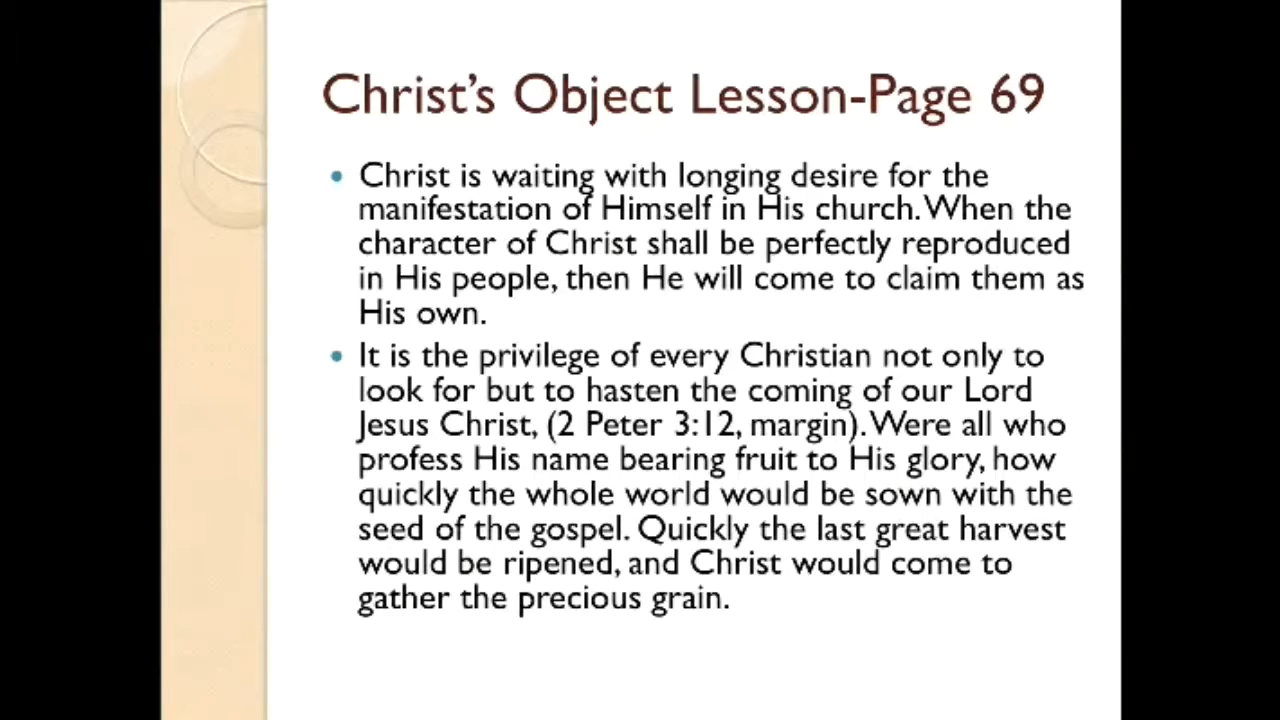 Christ's Object Lesson-Page 69
• Christ is waiting with longing desire for the
manifestation of Himself in His church. When the
character of Christ shall be perfectly reproduced
in His people, then He will come to claim them as
His own.
• It is the privilege of every Christian not only to
look for but to hasten the coming of our Lord
Jesus Christ, (2 Peter 3:12, margin). Were all who
profess His name bearing fruit to His glory, how
quickly the whole world would be sown with the
seed of the gospel. Quickly the last great harvest
would be ripened, and Christ would come to
gather the precious grain.